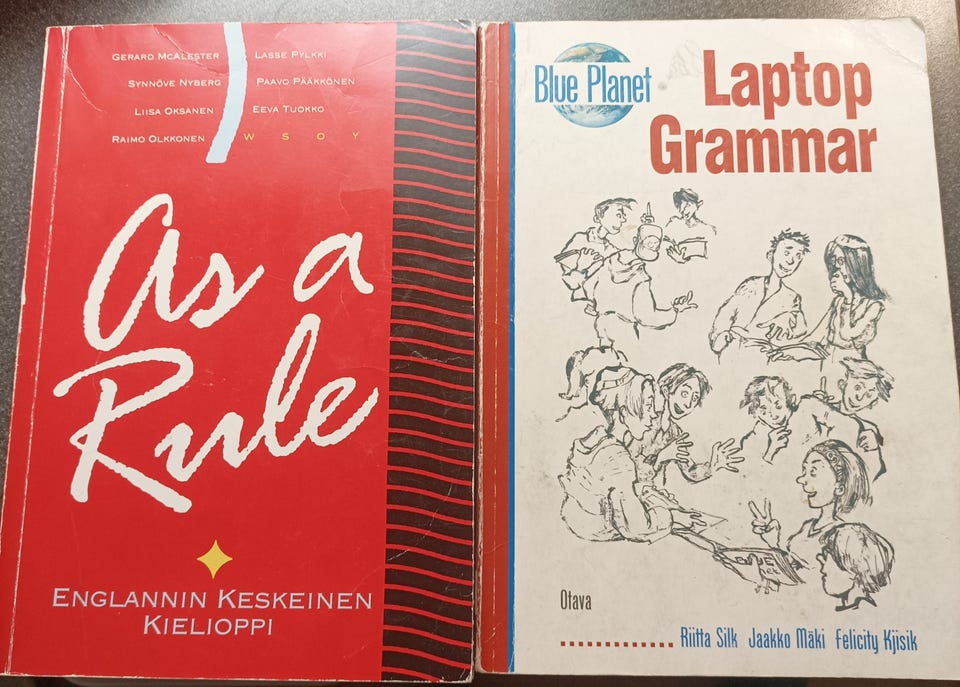 GERARD MCALESTER
SYNNÖVE NYBERG
LIISA OKSANEN
RAIMO OLKKONEN
LASSE PYLKKI
PAAVO PÄÄKKÖNEN
EEVA TUOKKO
WSOY
As a
Rule
ENGLANNIN KESKEINEN
KIELIOPPI
Blue Planet
Laptop
Grammar
Otava
Riitta Silk Jaakko Mäki Felicity Kjisik